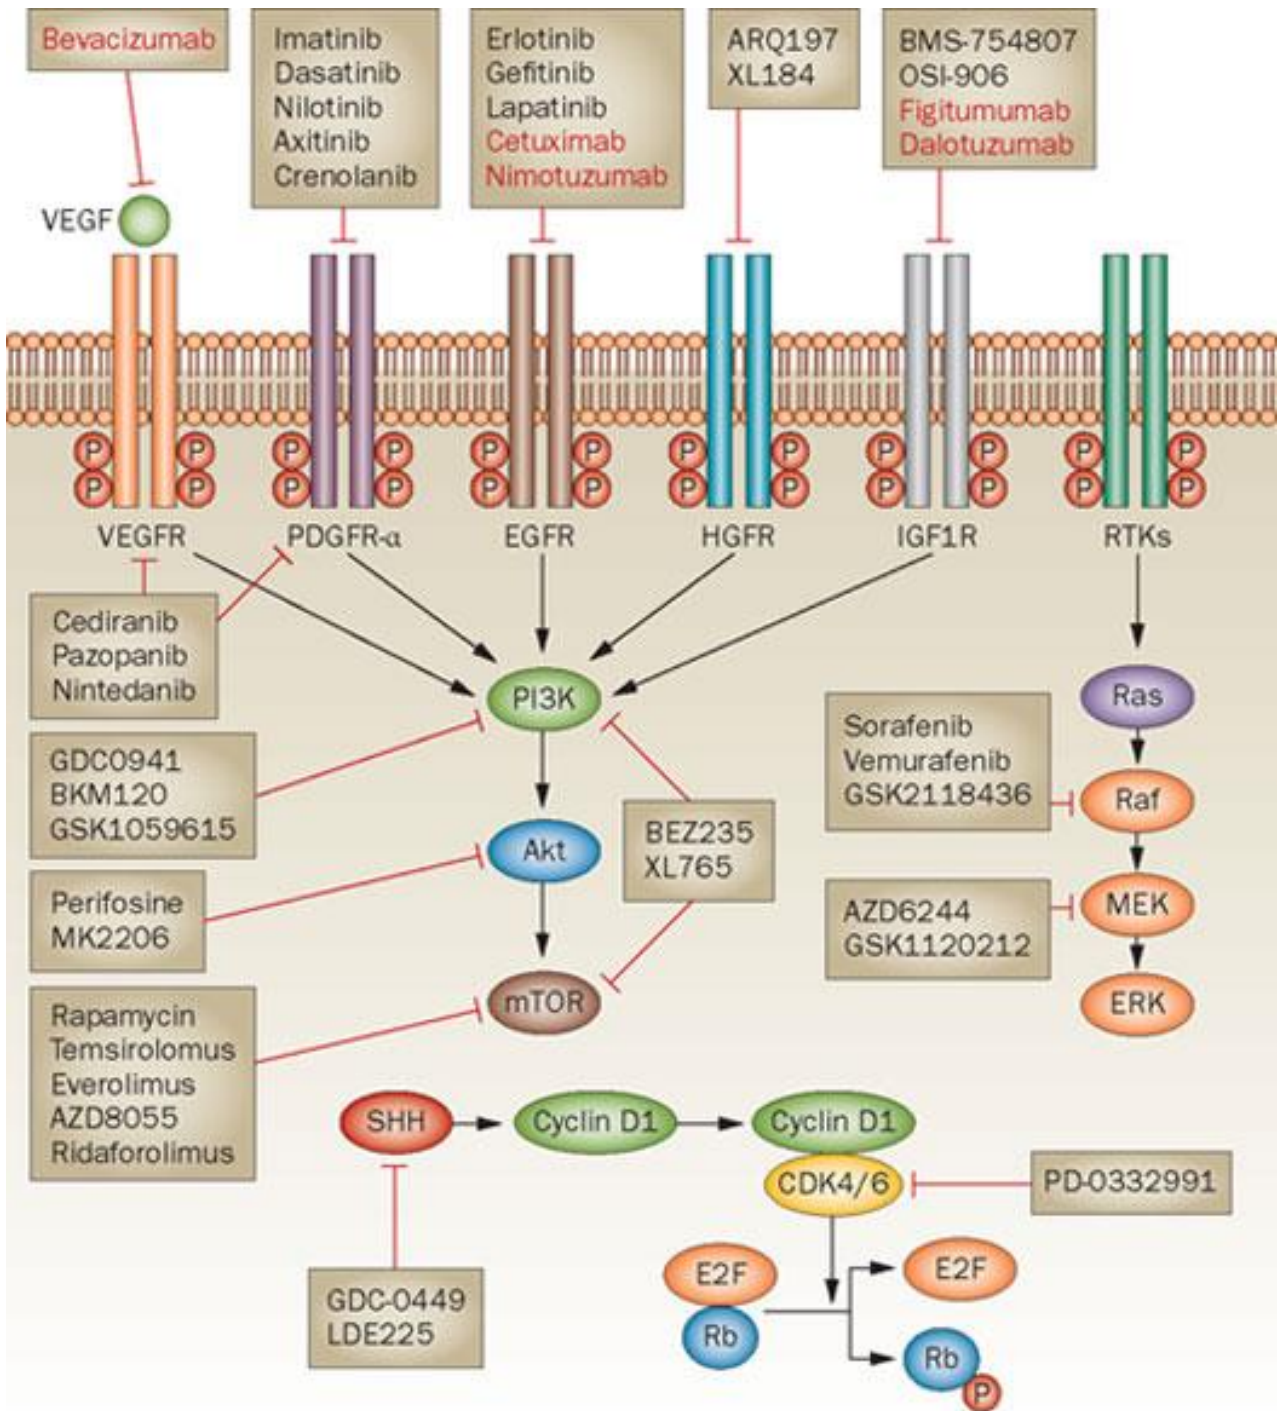 Bevacizumab
Imatinib
Dasatinib
Nilotinib
Axitinib
Crenolanib
Erlotinib
Gefitinib
Lapatinib
Cetuximab
Nimotuzumab
ARQ197
XL184
BMS-754807
OSI-906
Figitumumab
Dalotuzumab
VEGF
P P P P P P P P P P P P
P P P P P P P P P P P P
VEGFR PDGFR-α EGFR HGFR IGF1R RTKs
Cediranib
Pazopanib
Nintedanib
PI3K
Ras
GDC0941
BKM120
GSK1059615
Sorafenib
Vemurafenib
GSK2118436
Raf
Akt
BEZ235
XL765
Perifosine
MK2206
AZD6244
GSK1120212
MEK
mTOR
ERK
Rapamycin
Temsirolomus
Everolimus
AZD8055
Ridaforolimus
SHH
Cyclin D1
Cyclin D1
CDK4/6
PD-0332991
GDC-0449
LDE225
E2F
Rb
E2F
Rb
P